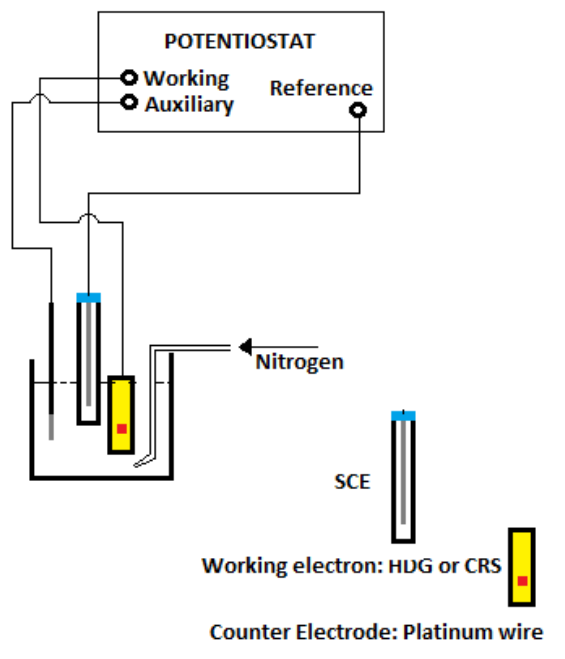 POTENTIOSTAT
Working
Auxiliary
Reference
Nitrogen
SCE
Working electron: HDG or CRS
Counter Electrode: Platinum wire